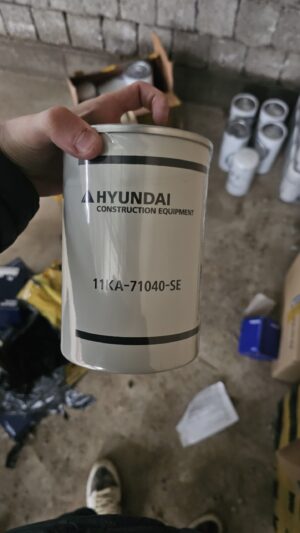 HYUNDAI
CONSTRUCTION EQUIPMENT
11KA-71040-SE